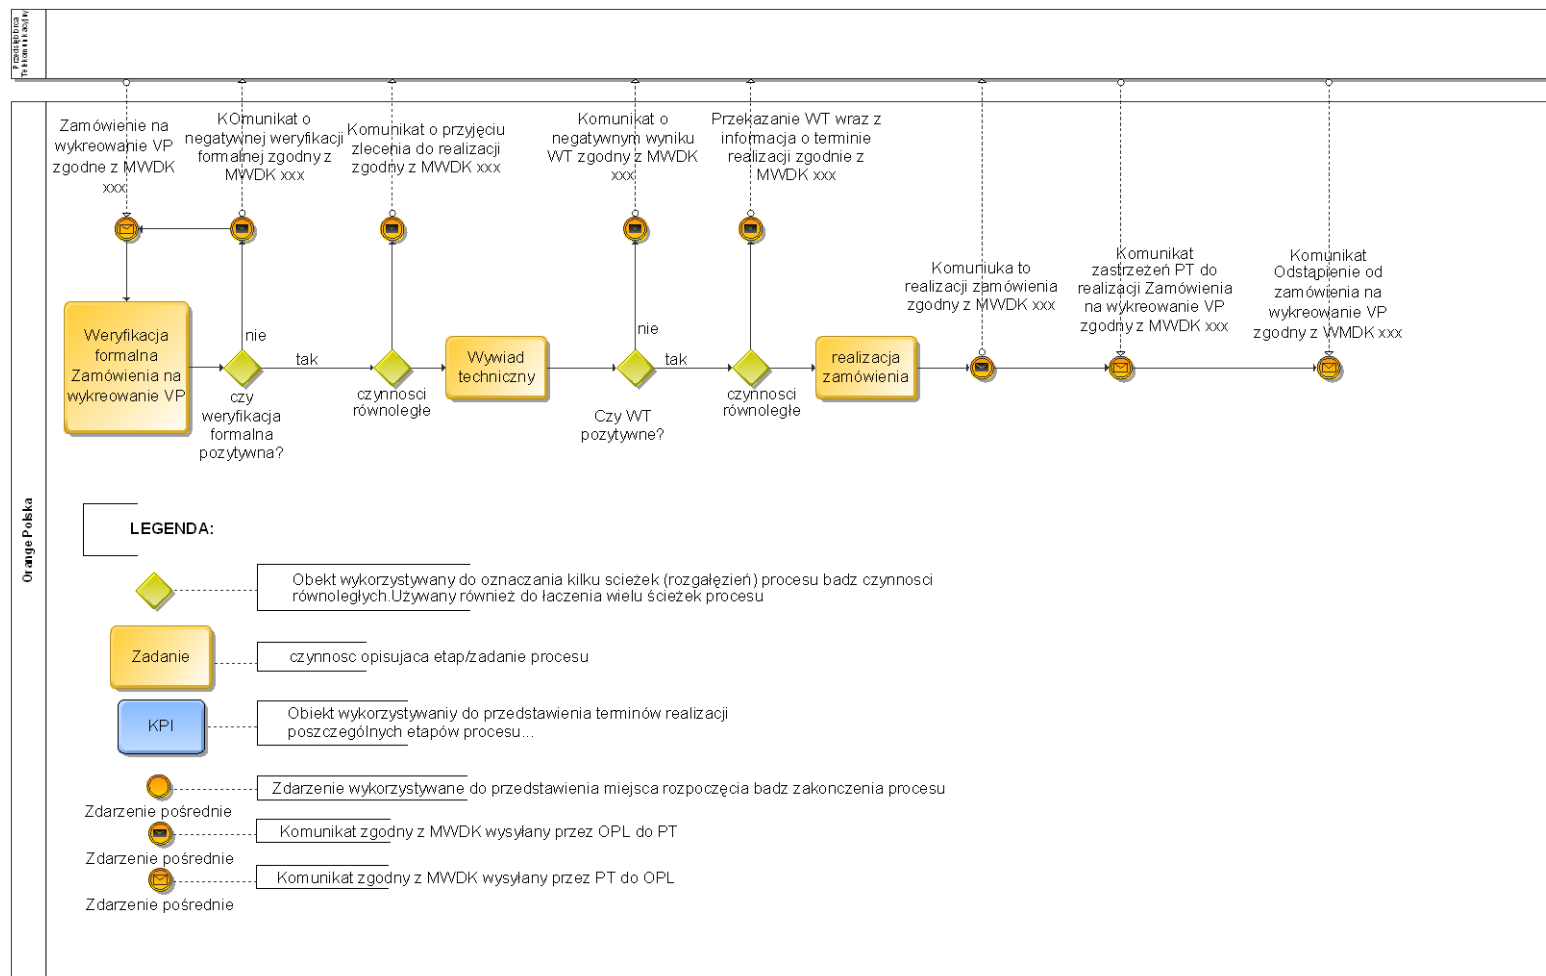 Przedsiębiorca
Telekomunikacyjny
Orange Polska
Zamówienie na
wykreowanie VP
zgodne z MWDK
xxx
KOmunikat o
negatywnej weryfikacji
formalnej zgodny z
MWDK xxx
Komunikat o przyjęciu
zlecenia do realizacji
zgodny z MWDK xxx
Komunikat o
negatywnym wyniku
WT zgodny z MWDK
xxx
Przekazanie WT wraz z
informacja o terminie
realizacji zgodnie z
MWDK xxx
Komuniuka to
realizacji zamówienia
zgodny z MWDK xxx
Komunikat
zastrzeżeń PT do
realizacji Zamówienia
na wykreowanie VP
zgodny z MWDK xxx
Komunikat
Odstąpienie od
zamówienia na
wykreowanie VP
zgodny z WMDK xxx
Weryfikacja
formalna
Zamówienia na
wykreowanie VP
nie
tak
czy
weryfikacja
formalna
pozytywna?
czynnosci
równoległe
Wywiad
techniczny
nie
tak
Czy WT
pozytywne?
czynnosci
równoległe
realizacja
zamówienia
LEGENDA:
Obekt wykorzystywany do oznaczania kilku scieżek (rozgałęzień) procesu badz czynnosci
równoległych.Używany również do łaczenia wielu ścieżek procesu
Zadanie
czynnosc opisujaca etap/zadanie procesu
KPI
Obiekt wykorzystywaniy do przedstawienia terminów realizacji
poszczególnych etapów procesu...
Zdarzenie wykorzystywane do przedstawienia miejsca rozpoczęcia badz zakonczenia procesu
Zdarzenie pośrednie
Komunikat zgodny z MWDK wysyłany przez OPL do PT
Zdarzenie pośrednie
Komunikat zgodny z MWDK wysyłany przez PT do OPL
Zdarzenie pośrednie